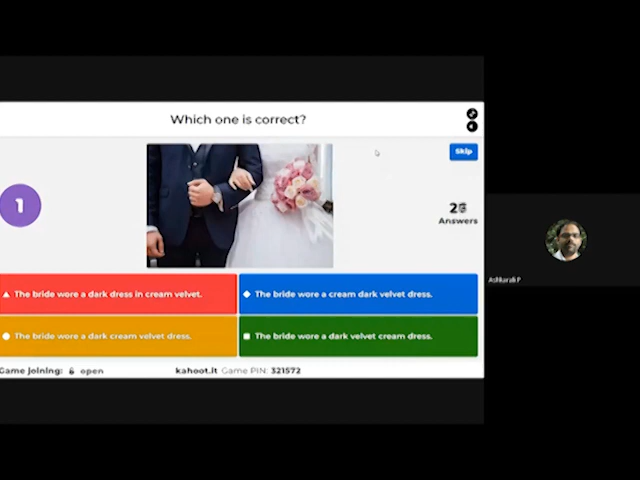 Which one is correct?
Skip
1
Answers
The bride wore a dark dress in cream velvet.
The bride wore a cream dark velvet dress.
The bride wore a dark cream velvet dress.
The bride wore a dark velvet cream dress.
Game joining: open
kahoot.it Game PIN: 321572
Ashkarali P